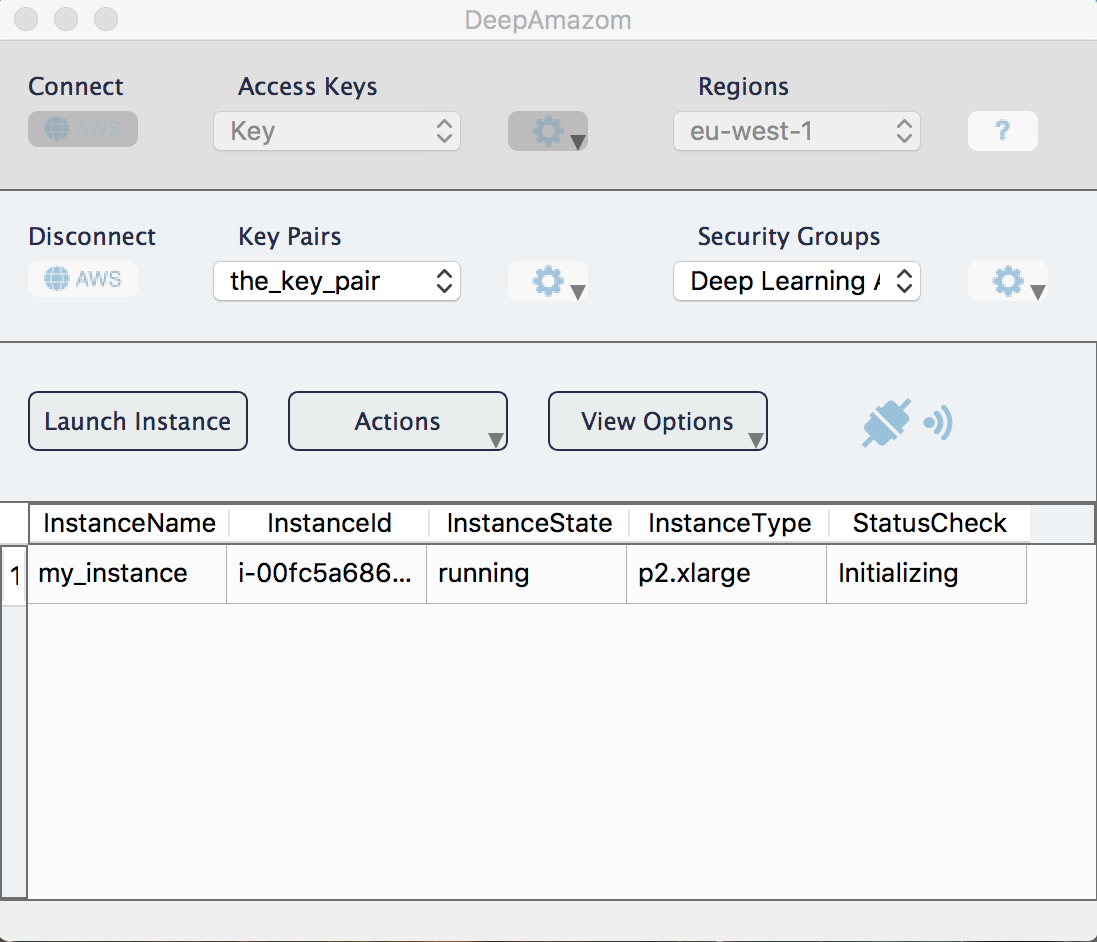 DeepAmazom
Connect Access Keys Regions
AWS Key eu-west-1 ?
Disconnect Key Pairs Security Groups
AWS the_key_pair Deep Learning
Launch Instance Actions View Options
InstanceName InstanceId InstanceState InstanceType StatusCheck
1 my_instance i-00fc5a686... running p2.xlarge Initializing